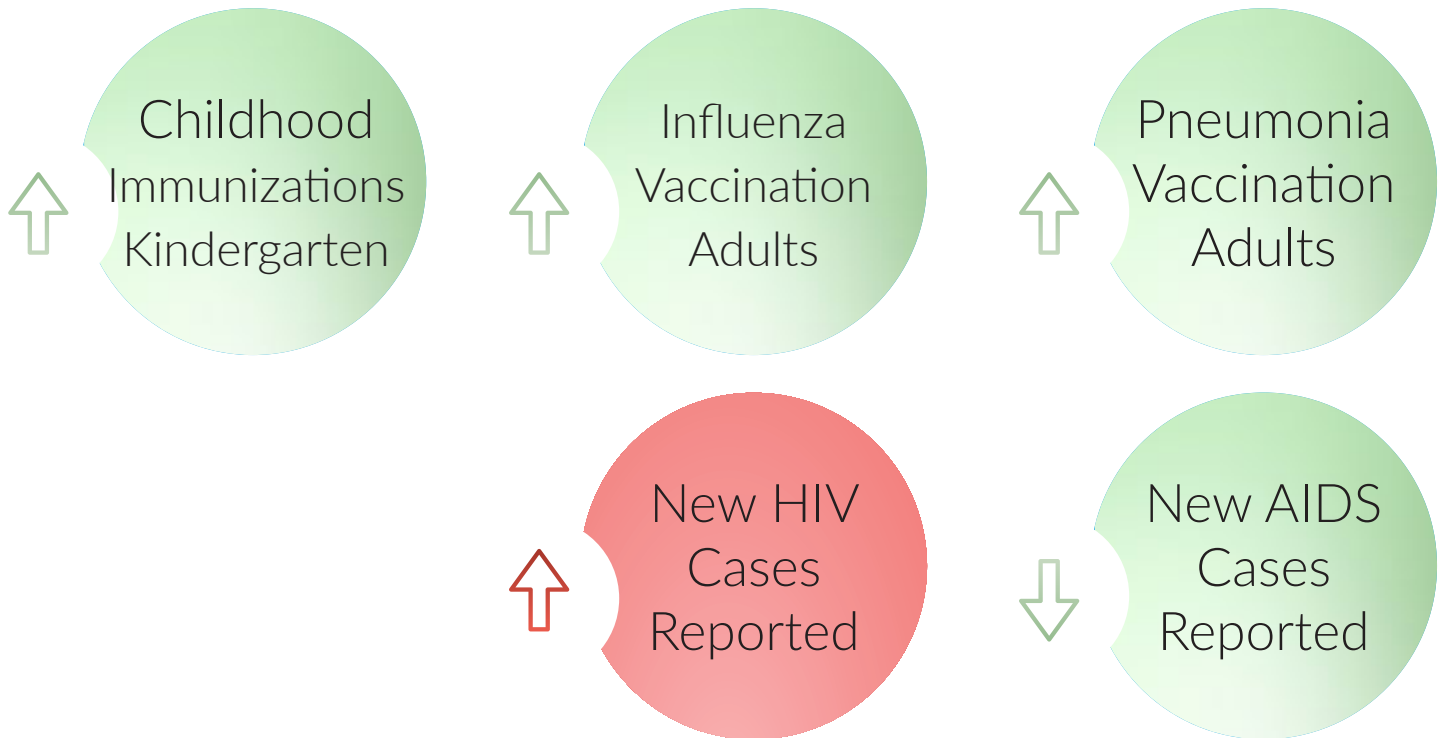 Childhood
Immunizations
Kindergarten
Influenza
Vaccination
Adults
Pneumonia
Vaccination
Adults
New HIV
Cases
Reported
New AIDS
Cases
Reported